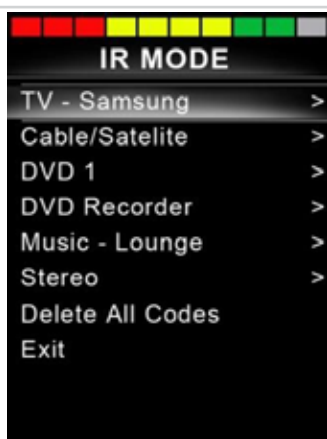 IR MODE
TV - Samsung >
Cable/Satelite >
DVD 1 >
DVD Recorder >
Music - Lounge >
Stereo >
Delete All Codes
Exit